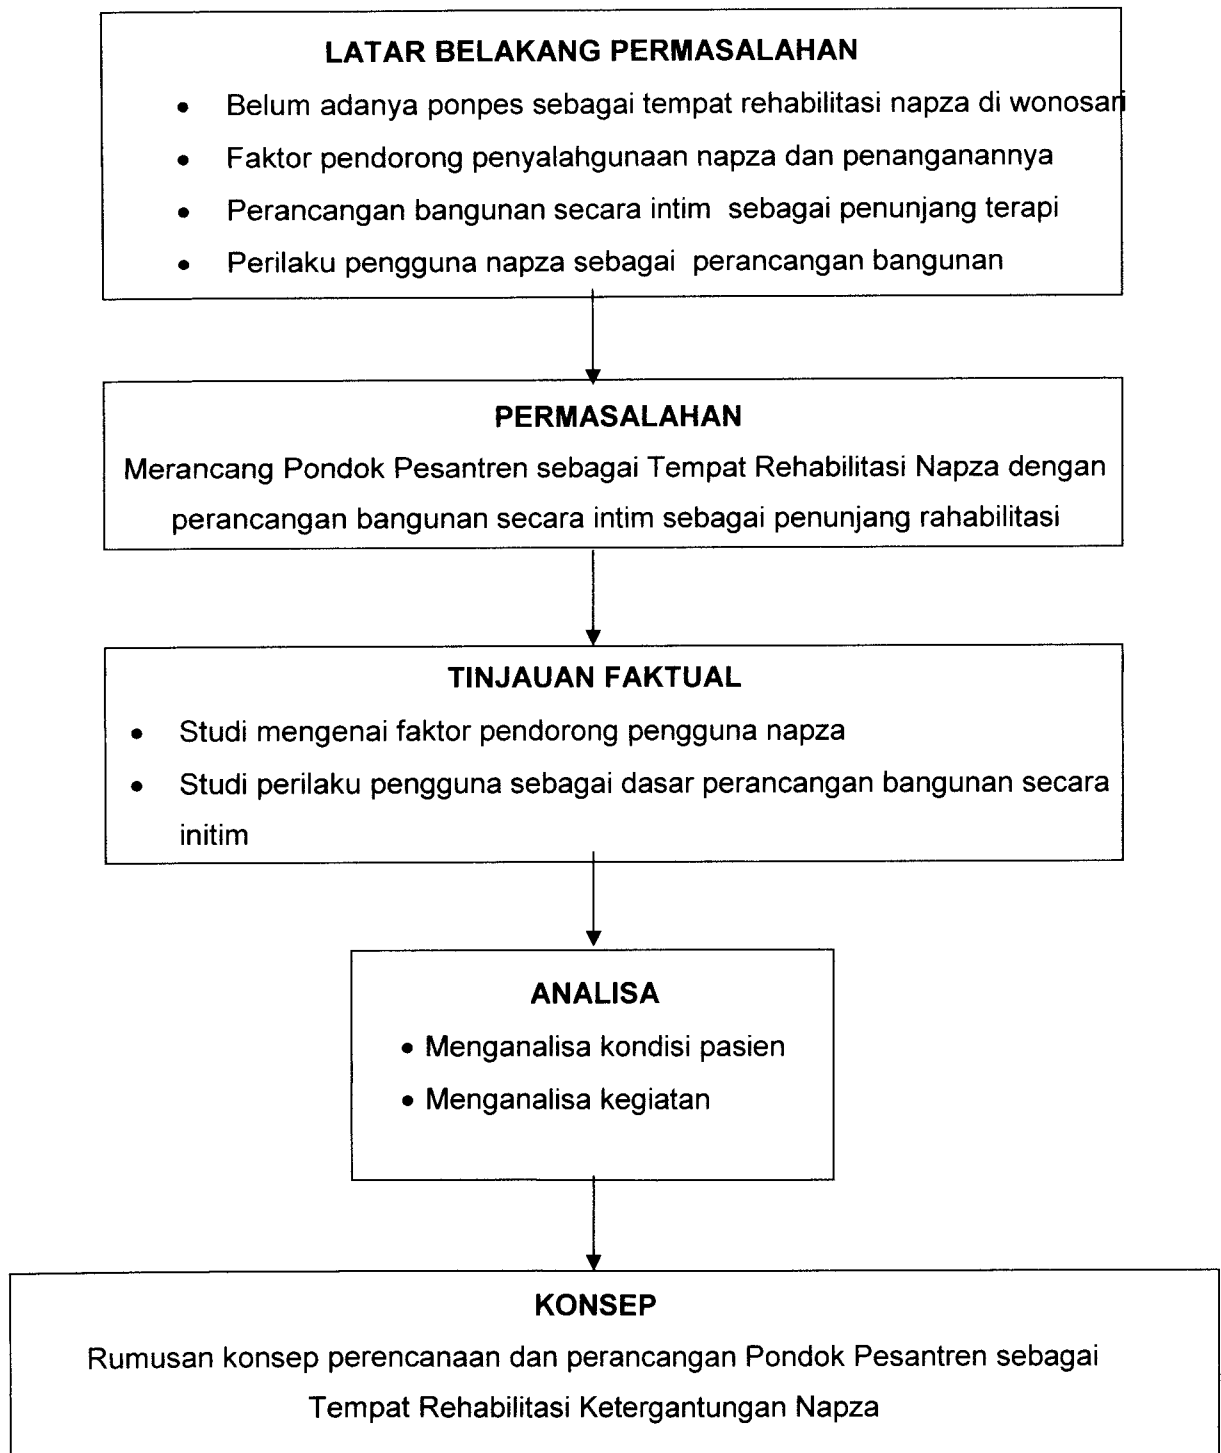 LATAR BELAKANG PERMASALAHAN
• Belum adanya ponpes sebagai tempat rehabilitasi napza di wonosari
• Faktor pendorong penyalahgunaan napza dan penanganannya
• Perancangan bangunan secara intim sebagai penunjang terapi
• Perilaku pengguna napza sebagai perancangan bangunan
PERMASALAHAN
Merancang Pondok Pesantren sebagai Tempat Rehabilitasi Napza dengan
perancangan bangunan secara intim sebagai penunjang rahabilitasi
TINJAUAN FAKTUAL
• Studi mengenai faktor pendorong pengguna napza
• Studi perilaku pengguna sebagai dasar perancangan bangunan secara
initim
ANALISA
• Menganalisa kondisi pasien
• Menganalisa kegiatan
KONSEP
Rumusan konsep perencanaan dan perancangan Pondok Pesantren sebagai
Tempat Rehabilitasi Ketergantungan Napza